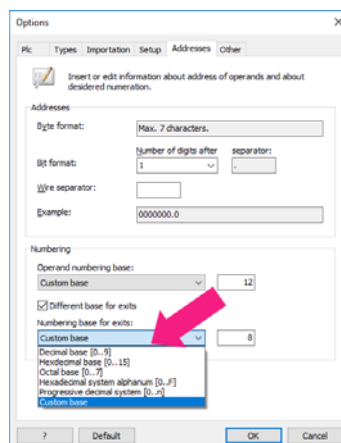 Options
Plc Types Importation Setup Addresses Other
Insert or edit information about address of operands and about
desidered numeration.
Addresses
Byte format: Max. 7 characters.
Number of digits after separator:
Bit format: 1 .
Wire separator:
Example: 0000000.0
Numbering
Operand numbering base:
Custom base 12
Different base for exits
Numbering base for exits:
Custom base 8
Decimal base [0..9]
Hexdecimal base [0..15]
Octal base [0..7]
Hexadecimal system alphanum [0..F]
Progressive decimal system [0..n]
Custom base
? Default OK Cancel